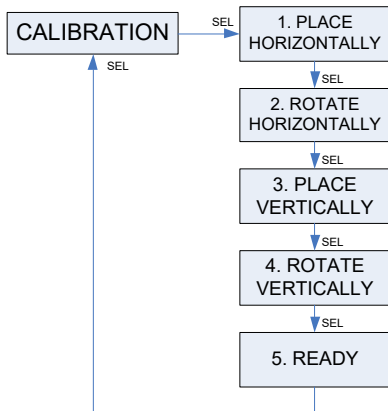 CALIBRATION
SEL
1. PLACE
HORIZONTALLY
SEL
2. ROTATE
HORIZONTALLY
SEL
3. PLACE
VERTICALLY
SEL
4. ROTATE
VERTICALLY
SEL
5. READY
SEL